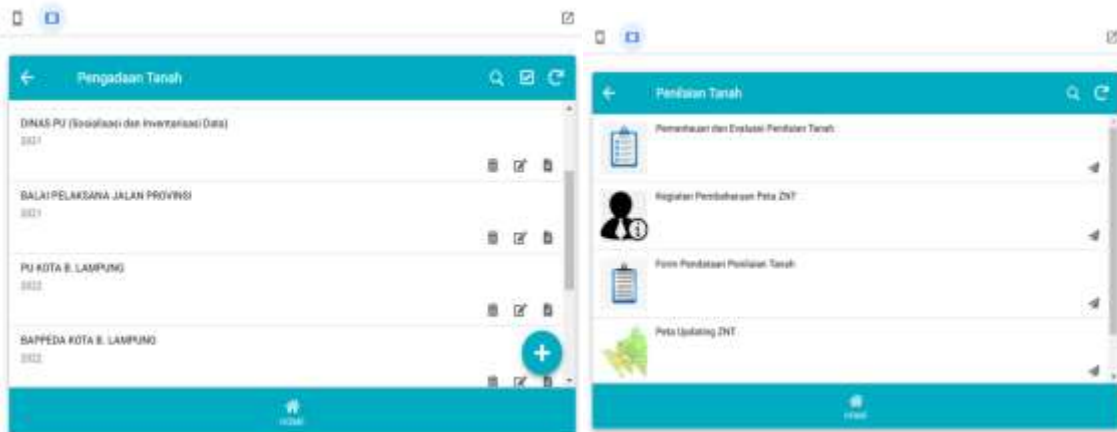 Pengadaan Tanah
DINAS PU (Sosialisasi dan Inventarisasi Data)
2021
BALAI PELAKSANA JALAN PROVINSI
2021
PU KOTA B. LAMPUNG
2022
BAPPEDA KOTA B. LAMPUNG
2022
HOME
Penilaian Tanah
Pemantauan dan Evaluasi Penilaian Tanah
Kegiatan Pembaharuan Peta ZNT
Form Pendataan Penilaian Tanah
Peta Updating ZNT
HOME